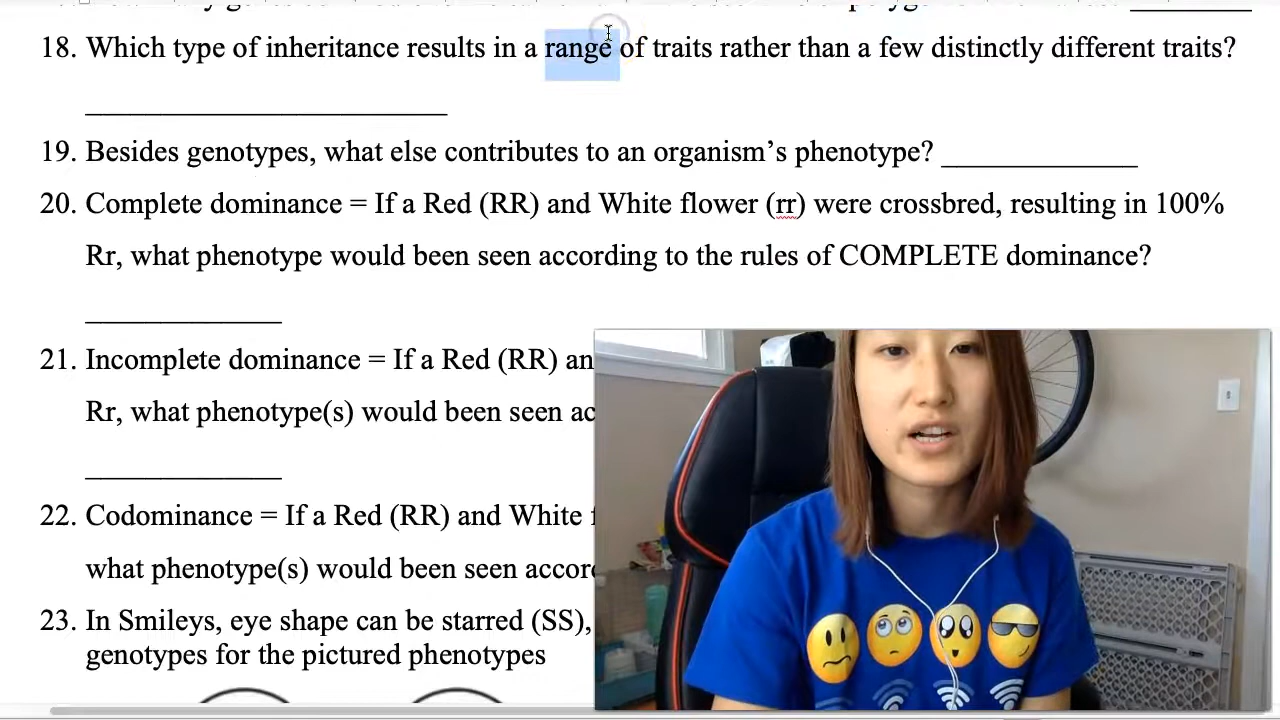 18. Which type of inheritance results in a range of traits rather than a few distinctly different traits?
19. Besides genotypes, what else contributes to an organism's phenotype?
20. Complete dominance = If a Red (RR) and White flower (rr) were crossbred, resulting in 100%
Rr, what phenotype would been seen according to the rules of COMPLETE dominance?
21. Incomplete dominance = If a Red (RR) an
Rr, what phenotype(s) would been seen ac
22. Codominance = If a Red (RR) and White
what phenotype(s) would been seen accor
23. In Smileys, eye shape can be starred (SS),
genotypes for the pictured phenotypes